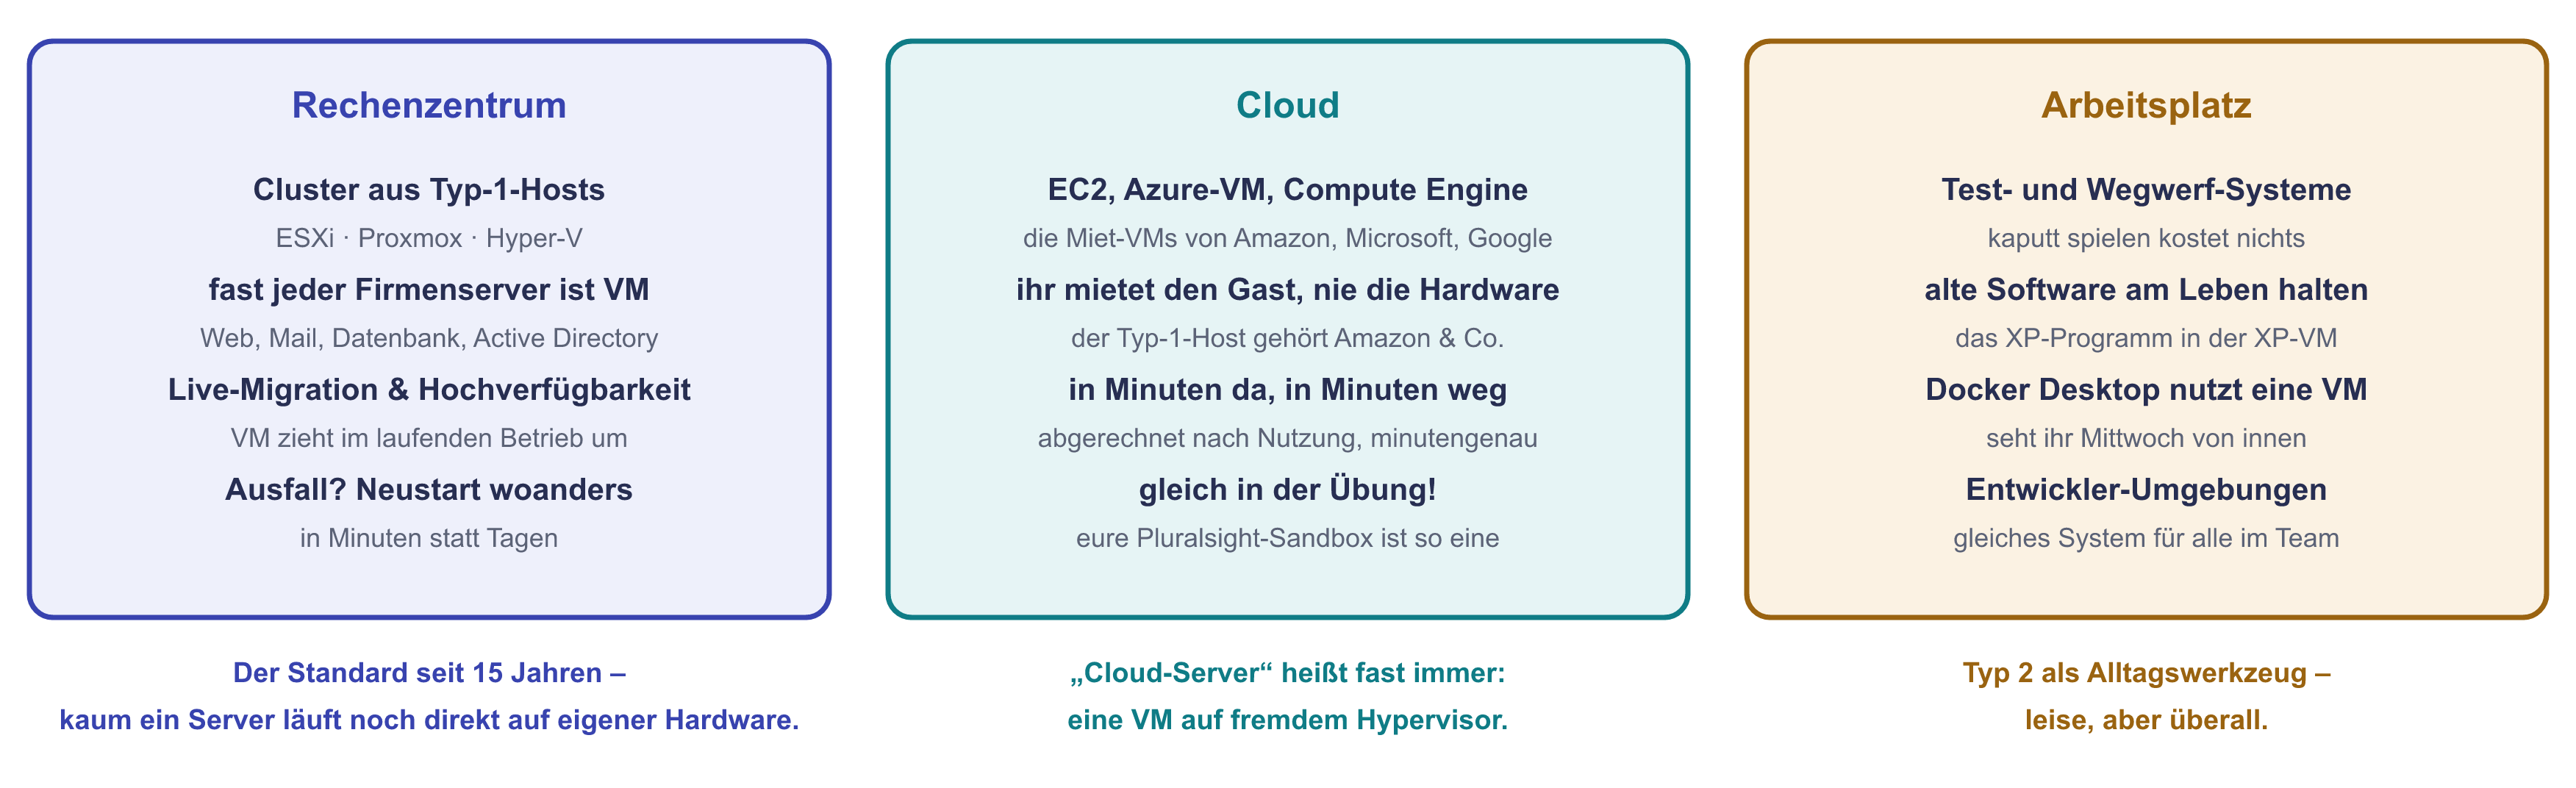 Rechenzentrum
Cluster aus Typ-1-Hosts
ESXi · Proxmox · Hyper-V
fast jeder Firmenserver ist VM
Web, Mail, Datenbank, Active Directory
Live-Migration & Hochverfügbarkeit
VM zieht im laufenden Betrieb um
Ausfall? Neustart woanders
in Minuten statt Tagen
Der Standard seit 15 Jahren –
kaum ein Server läuft noch direkt auf eigener Hardware.
Cloud
EC2, Azure-VM, Compute Engine
die Miet-VMs von Amazon, Microsoft, Google
ihr mietet den Gast, nie die Hardware
der Typ-1-Host gehört Amazon & Co.
in Minuten da, in Minuten weg
abgerechnet nach Nutzung, minutengenau
gleich in der Übung!
eure Pluralsight-Sandbox ist so eine
„Cloud-Server“ heißt fast immer:
eine VM auf fremdem Hypervisor.
Arbeitsplatz
Test- und Wegwerf-Systeme
kaputt spielen kostet nichts
alte Software am Leben halten
das XP-Programm in der XP-VM
Docker Desktop nutzt eine VM
seht ihr Mittwoch von innen
Entwickler-Umgebungen
gleiches System für alle im Team
Typ 2 als Alltagswerkzeug –
leise, aber überall.